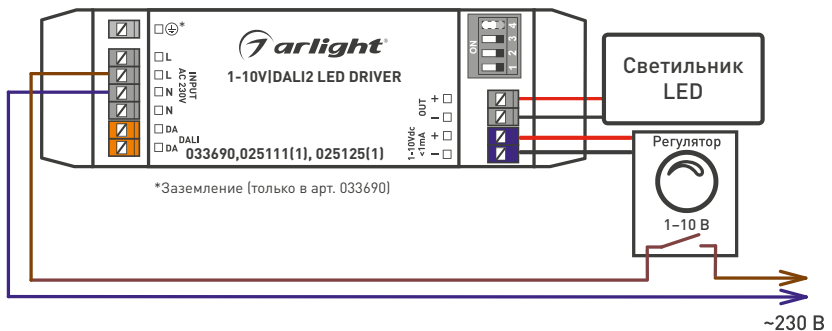 *
L
L
N
N
DA
DA
INPUT
AC 230V
DALI
arlight
1-10V|DALI2 LED DRIVER
033690,025111(1), 025125(1)
ON
1 2 3 4
OUT
+
–
1-10Vdc
<1mA
+
–
Светильник
LED
Регулятор
1–10 В
*Заземление (только в арт. 033690)
~230 В